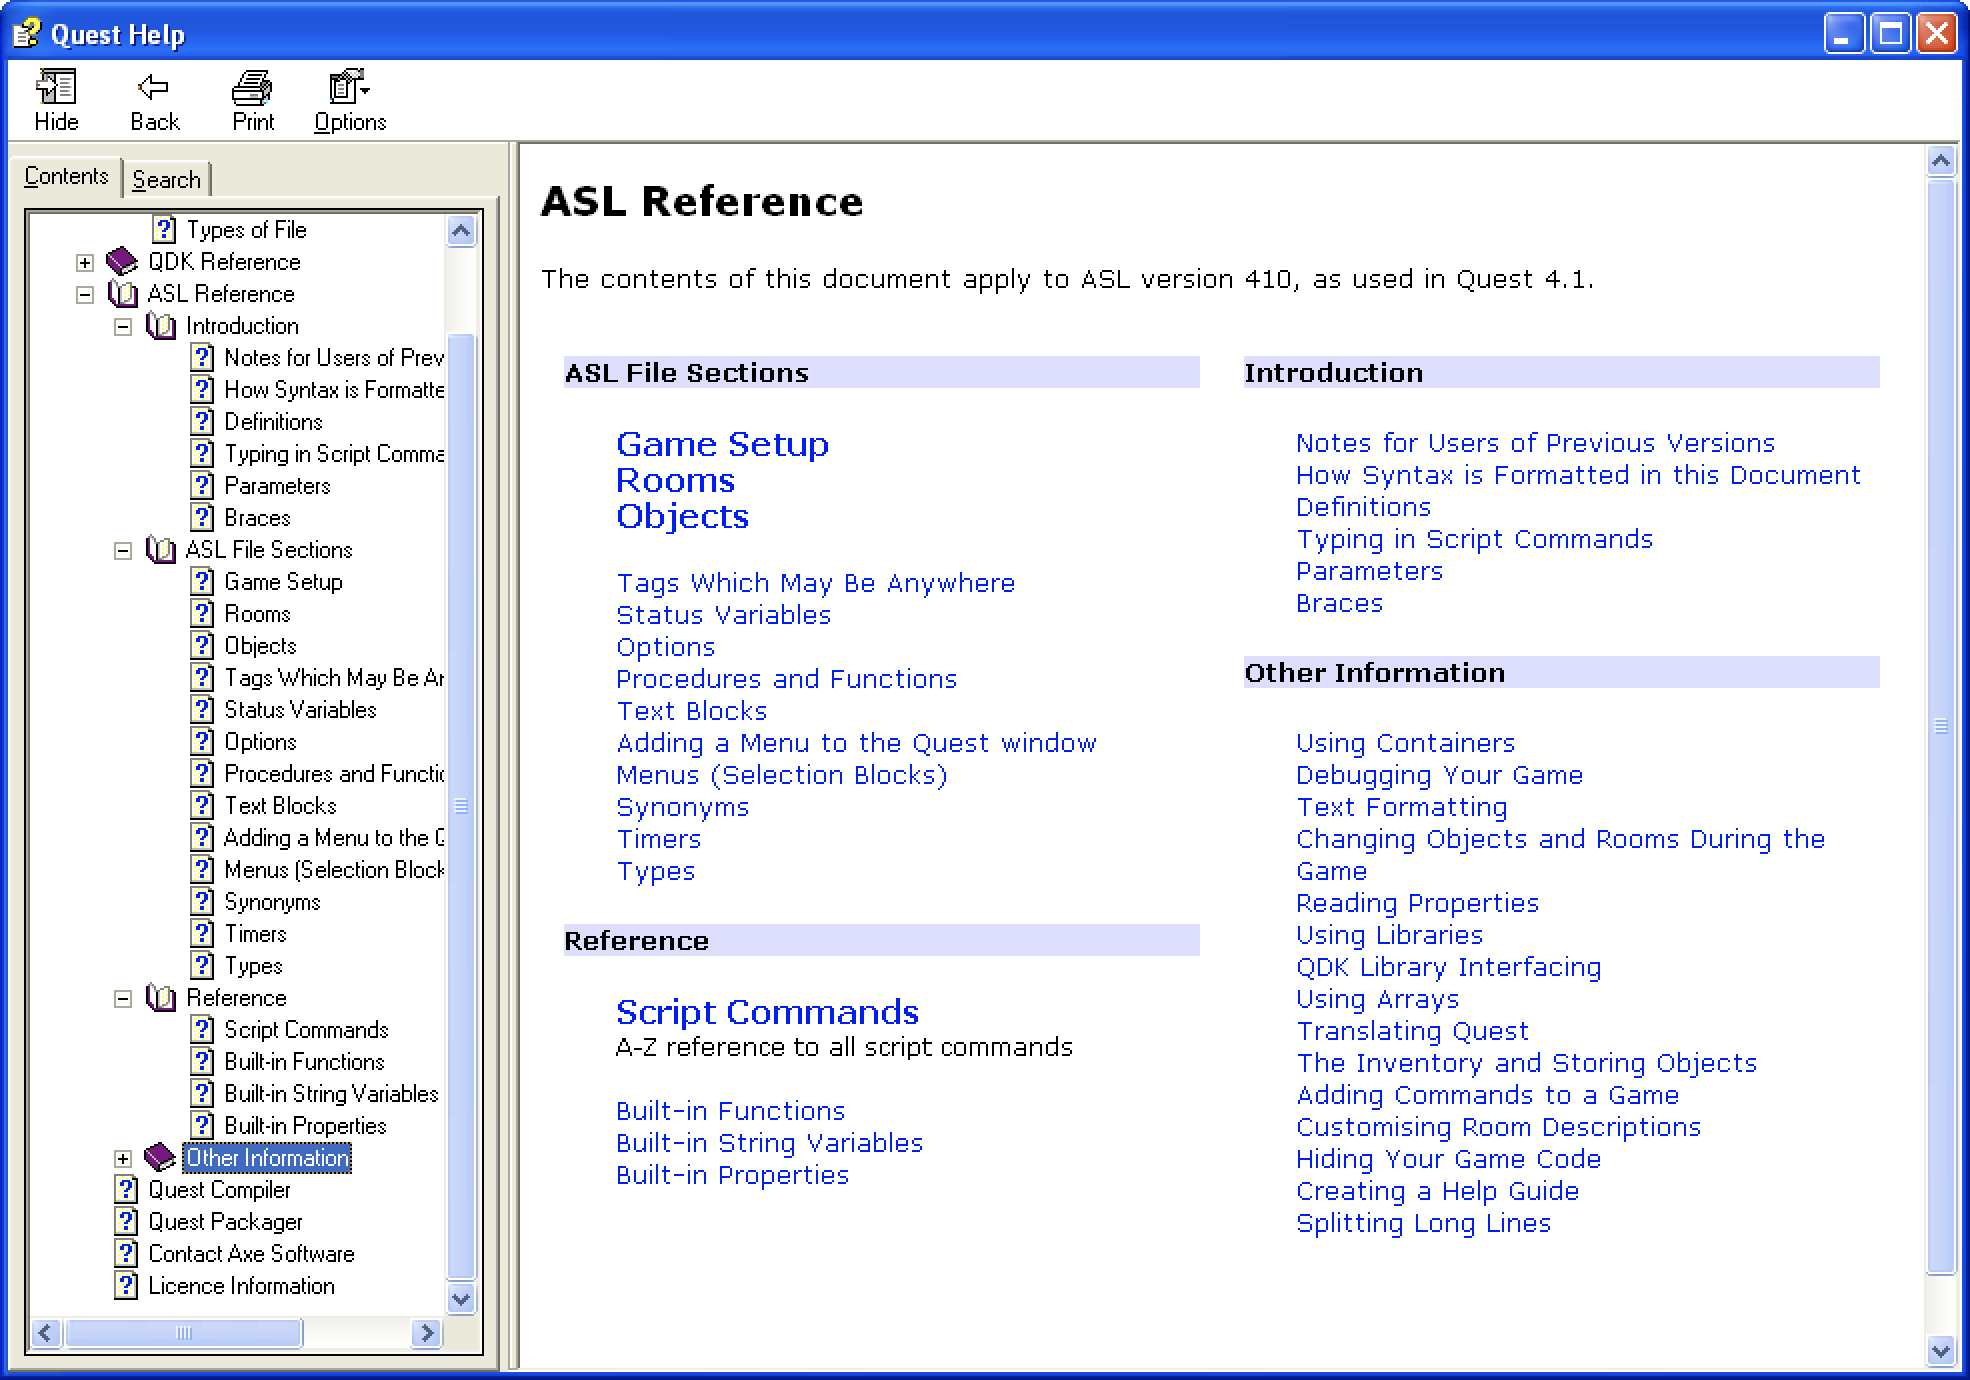 Quest Help
Hide
Back
Print
Options
Contents
Search
Types of File
QDK Reference
ASL Reference
Introduction
Notes for Users of Prev
How Syntax is Formatte
Definitions
Typing in Script Comma
Parameters
Braces
ASL File Sections
Game Setup
Rooms
Objects
Tags Which May Be Ar
Status Variables
Options
Procedures and Functic
Text Blocks
Adding a Menu to the Q
Menus (Selection Block
Synonyms
Timers
Types
Reference
Script Commands
Built-in Functions
Built-in String Variables
Built-in Properties
Other Information
Quest Compiler
Quest Packager
Contact Axe Software
Licence Information
ASL Reference
The contents of this document apply to ASL version 410, as used in Quest 4.1.
ASL File Sections
Game Setup
Rooms
Objects
Tags Which May Be Anywhere
Status Variables
Options
Procedures and Functions
Text Blocks
Adding a Menu to the Quest window
Menus (Selection Blocks)
Synonyms
Timers
Types
Reference
Script Commands
A-Z reference to all script commands
Built-in Functions
Built-in String Variables
Built-in Properties
Introduction
Notes for Users of Previous Versions
How Syntax is Formatted in this Document
Definitions
Typing in Script Commands
Parameters
Braces
Other Information
Using Containers
Debugging Your Game
Text Formatting
Changing Objects and Rooms During the
Game
Reading Properties
Using Libraries
QDK Library Interfacing
Using Arrays
Translating Quest
The Inventory and Storing Objects
Adding Commands to a Game
Customising Room Descriptions
Hiding Your Game Code
Creating a Help Guide
Splitting Long Lines